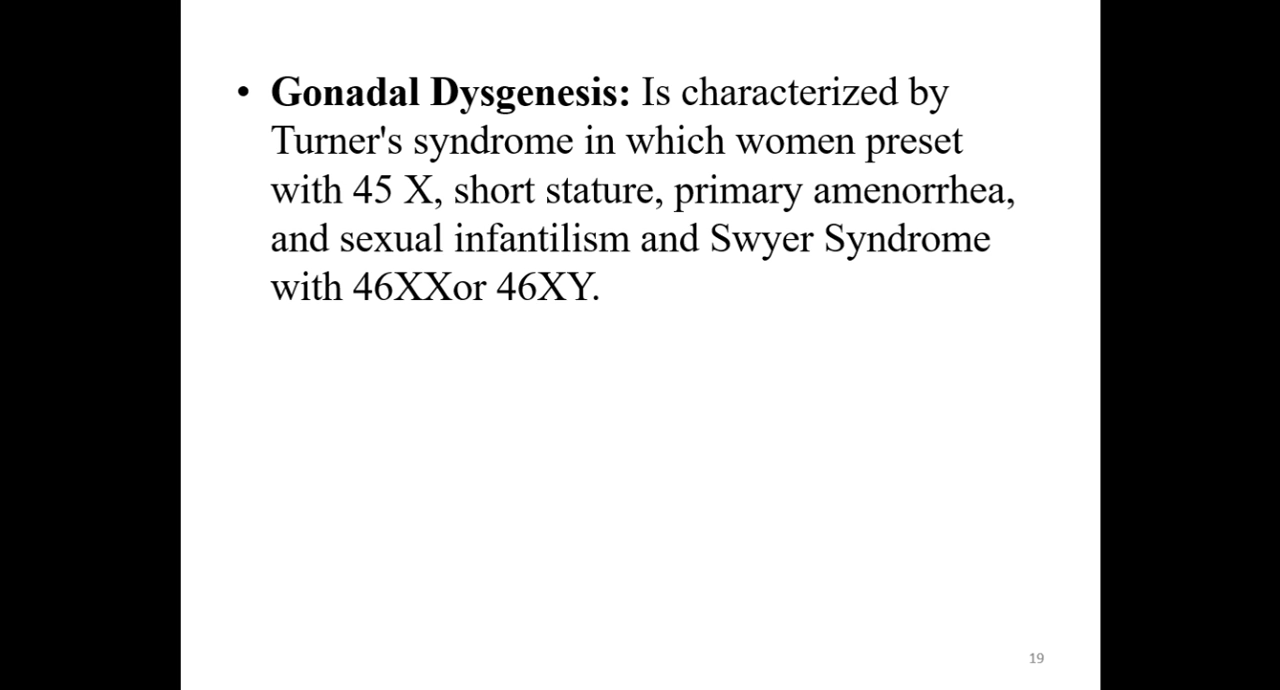 • Gonadal Dysgenesis: Is characterized by
Turner's syndrome in which women preset
with 45 X, short stature, primary amenorrhea,
and sexual infantilism and Swyer Syndrome
with 46XXor 46XY.
19